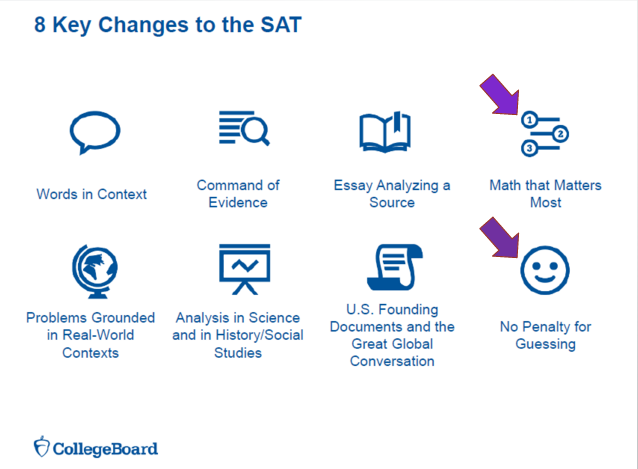 8 Key Changes to the SAT
1
2
3
Words in Context
Command of
Evidence
Essay Analyzing a
Source
Math that Matters
Most
Problems Grounded
in Real-World
Contexts
Analysis in Science
and in History/Social
Studies
U.S. Founding
Documents and the
Great Global
Conversation
No Penalty for
Guessing
CollegeBoard